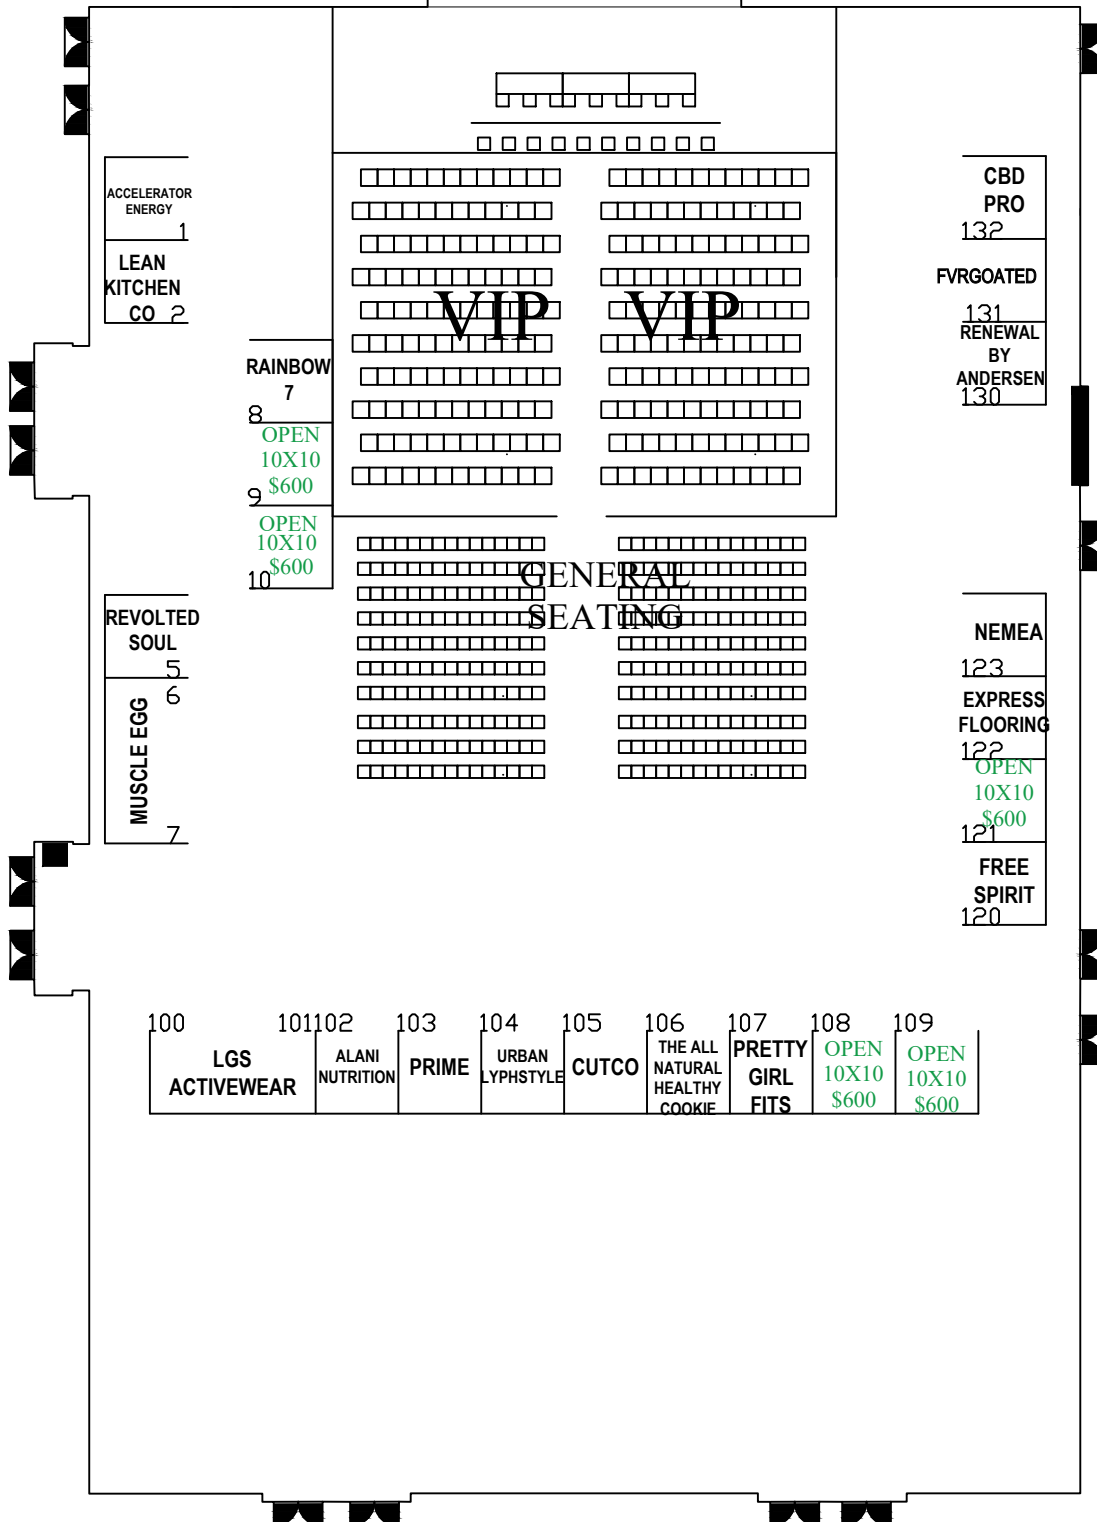 ACCELERATOR
ENERGY
1
LEAN
KITCHEN
CO 2
RAINBOW
7
8
OPEN
10X10
$600
9
OPEN
10X10
$600
10
REVOLTED
SOUL
5
6
MUSCLE EGG
7
VIP VIP
GENERAL
SEATING
CBD
PRO
132
FVRGOATED
131
RENEWAL
BY
ANDERSEN
130
NEMEA
123
EXPRESS
FLOORING
122
OPEN
10X10
$600
121
FREE
SPIRIT
120
100 101
LGS
ACTIVEWEAR
102
ALANI
NUTRITION
103
PRIME
104
URBAN
LYPHSTYLE
105
CUTCO
106
THE ALL
NATURAL
HEALTHY
COOKIE
107
PRETTY
GIRL
FITS
108
OPEN
10X10
$600
109
OPEN
10X10
$600